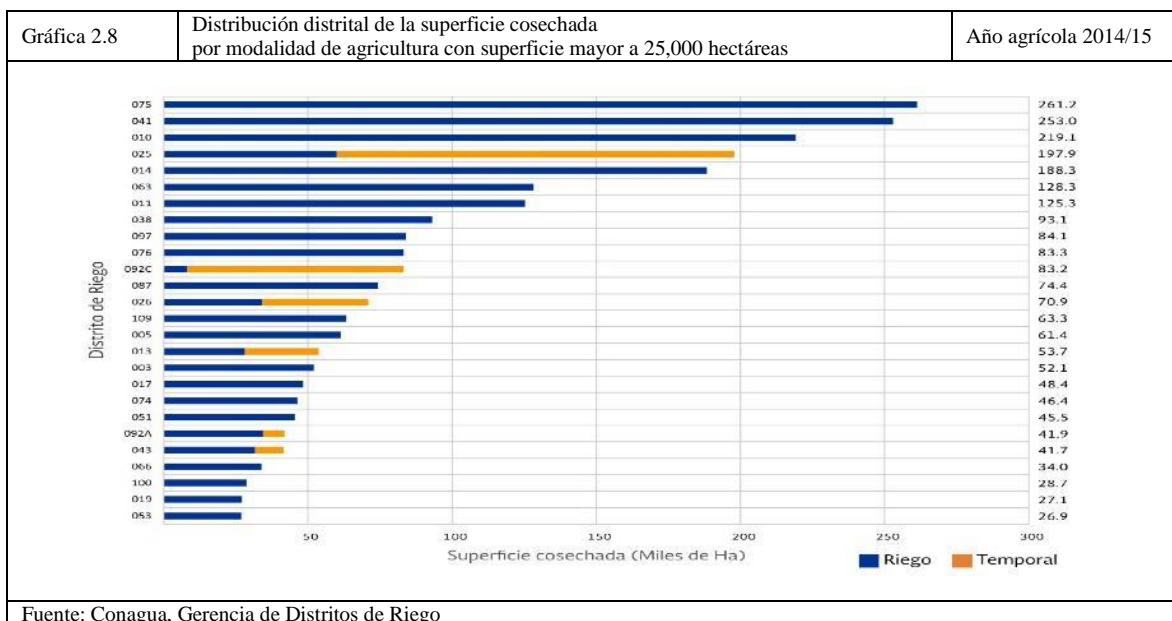 Gráfica 2.8
Distribución distrital de la superficie cosechada
por modalidad de agricultura con superficie mayor a 25,000 hectáreas
Año agrícola 2014/15
Distrito de Riego
075 261.2
041 253.0
010 219.1
025 197.9
014 188.3
063 128.3
011 125.3
038 93.1
097 84.1
076 83.3
092C 83.2
087 74.4
026 70.9
109 63.3
005 61.4
013 53.7
003 52.1
017 48.4
074 46.4
051 45.5
092A 41.9
043 41.7
066 34.0
100 28.7
019 27.1
053 26.9
50 100 150 200 250 300
Superficie cosechada (Miles de Ha)
Riego Temporal
Fuente: Conagua. Gerencia de Distritos de Riego